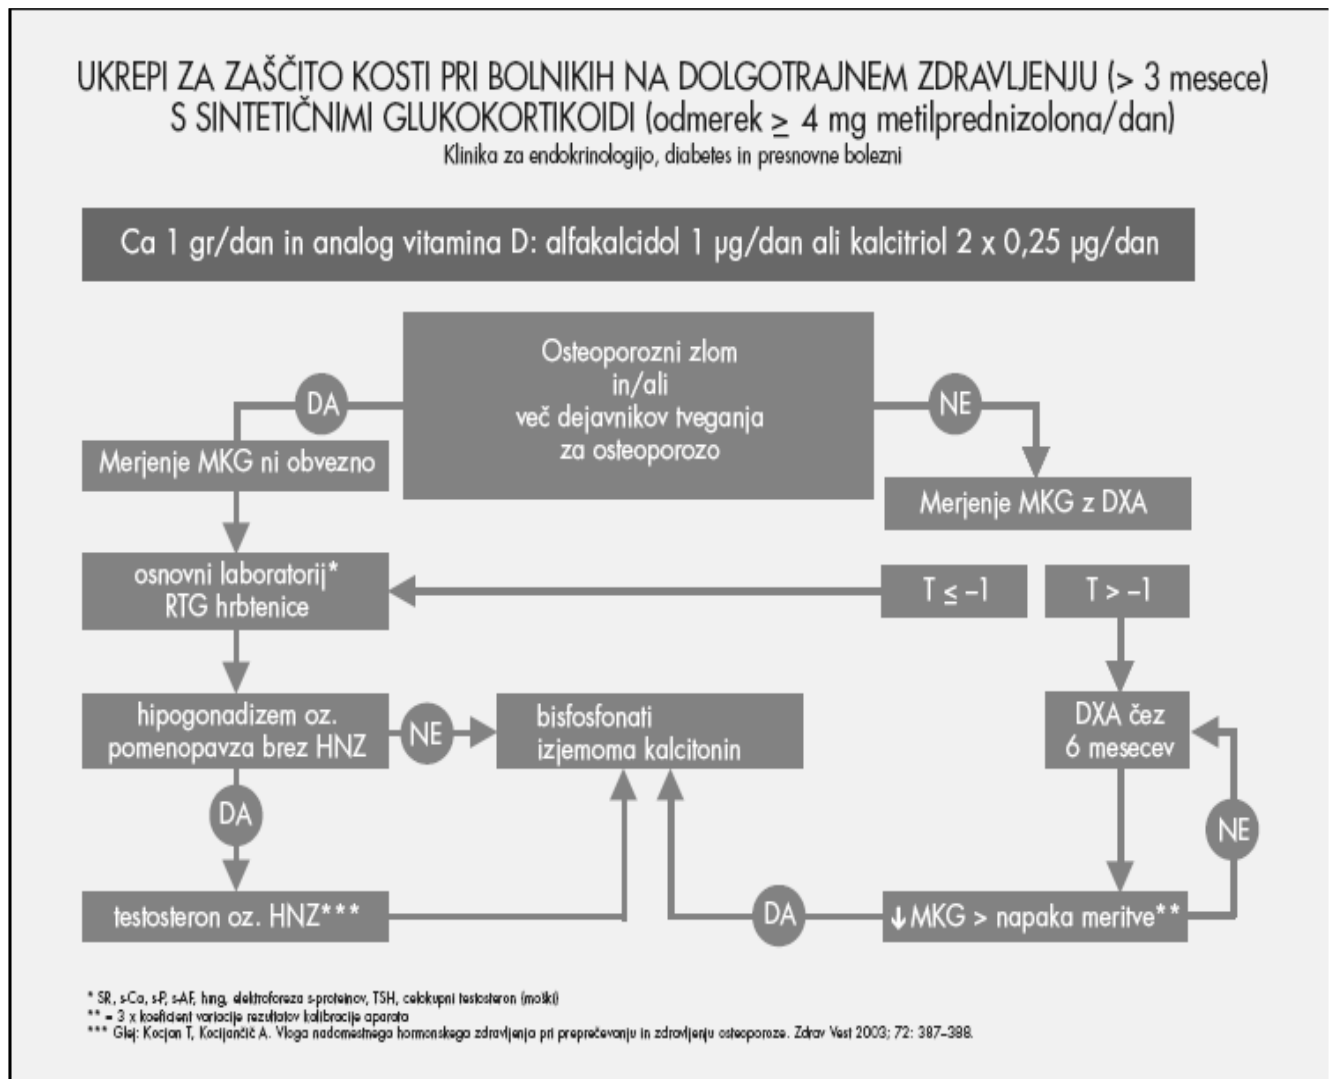 UKREPI ZA ZAŠČITO KOSTI PRI BOLNIKIH NA DOLGOTRAJNEM ZDRAVLJENJU (> 3 mesece)
S SINTETIČNIMI GLUKOKORTIKOIDI (odmerek ≥ 4 mg metilprednizolona/dan)
Klinika za endokrinologijo, diabetes in presnovne bolezni
Ca 1 gr/dan in analog vitamina D: alfakalcidol 1 µg/dan ali kalcitriol 2 x 0,25 µg/dan
Osteoporozni zlom
in/ali
več dejavnikov tveganja
za osteoporozo
DA
NE
Merjenje MKG ni obvezno
Merjenje MKG z DXA
osnovni laboratorij*
RTG hrbtenice
T ≤ –1
T > –1
hipogonadizem oz.
pomenopavza brez HNZ
NE
bisfosfonati
izjemoma kalcitonin
DXA čez
6 mesecev
DA
NE
testosteron oz. HNZ***
DA
↓MKG > napaka meritve**
* SR, s-Ca, s-P, s-AF, hmg, elektroforeza s-proteinov, TSH, celokupni testosteron (moški)
** = 3 x koeficient variacije rezultatov kalibracije aparata
*** Glej: Kocjan T, Kocijančič A. Vloga nadomestnega hormonskega zdravljenja pri preprečevanju in zdravljenju osteoporoze. Zdrav Vest 2003; 72: 387–388.